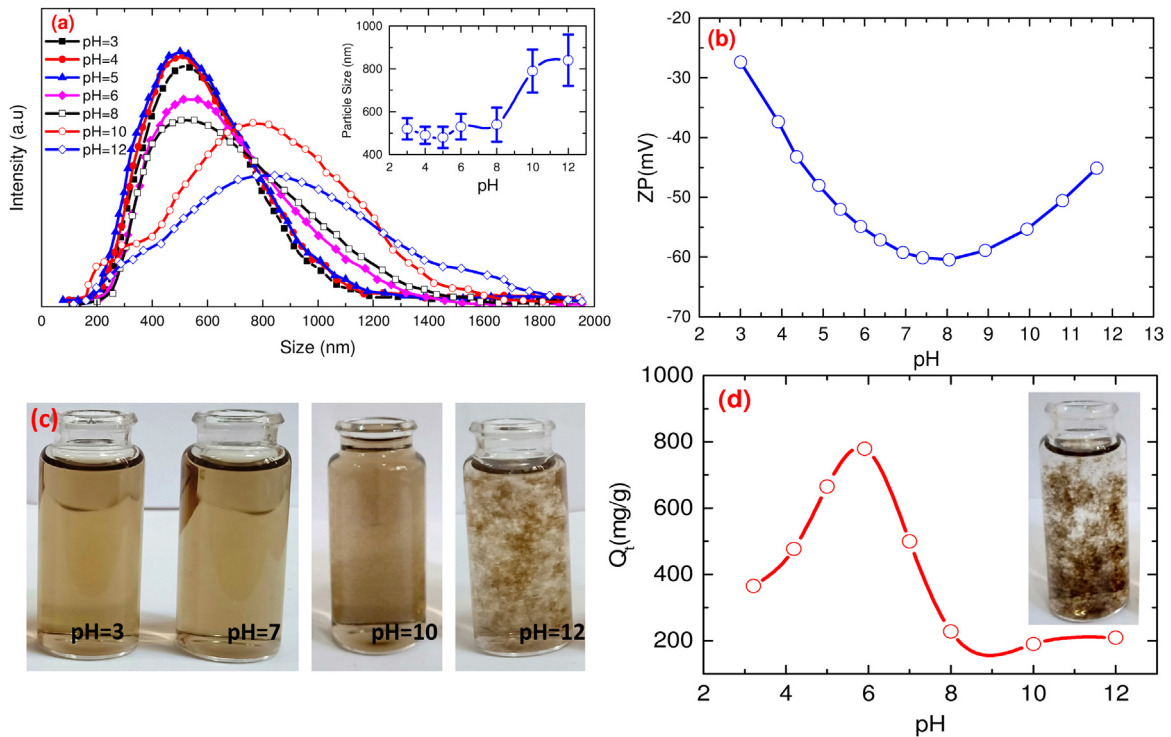 (a)
pH=3
pH=4
pH=5
pH=6
pH=8
pH=10
pH=12
Intensity (a.u)
0 200 400 600 800 1000 1200 1400 1600 1800 2000
Size (nm)
Particle Size (nm)
1000
800
600
400
2 4 6 8 10 12
pH
(b)
ZP(mV)
-20
-30
-40
-50
-60
-70
2 3 4 5 6 7 8 9 10 11 12 13
pH
(c)
pH=3
pH=7
pH=10
pH=12
(d)
Qt(mg/g)
1000
800
600
400
200
2 4 6 8 10 12
pH